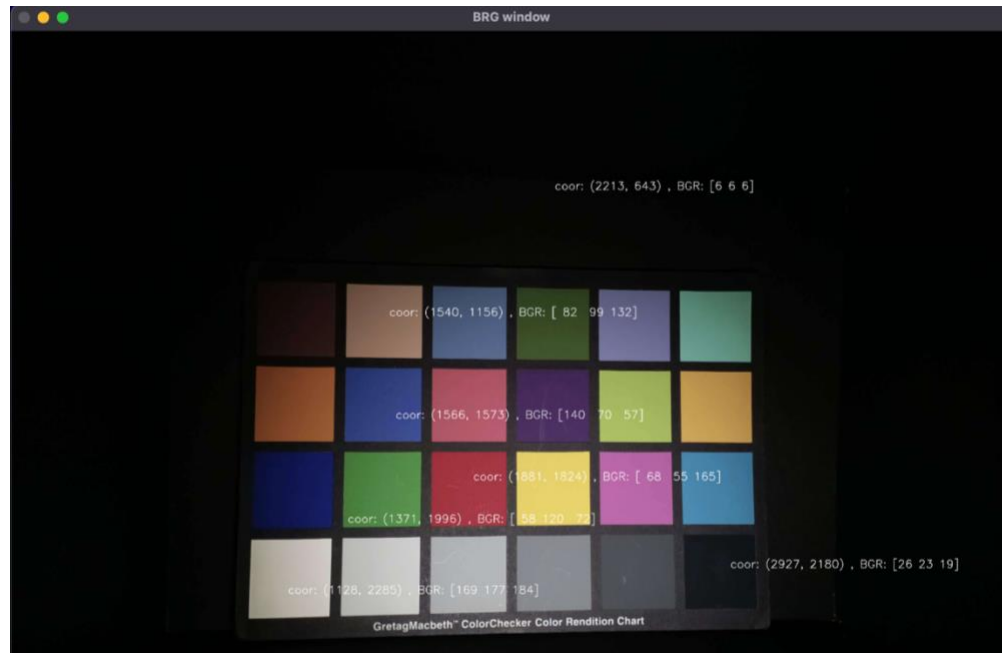 BRG window
coor: (2213, 643) , BGR: [6 6 6]
coor: (1540, 1156) , BGR: [ 82  99 132]
coor: (1566, 1573) , BGR: [140  70  57]
coor: (1881, 1824) , BGR: [ 68  55 165]
coor: (1371, 1996) , BGR: [ 58 120  72]
coor: (2927, 2180) , BGR: [26 23 19]
coor: (1128, 2285) , BGR: [169 177 184]
GretagMacbeth™ ColorChecker Color Rendition Chart